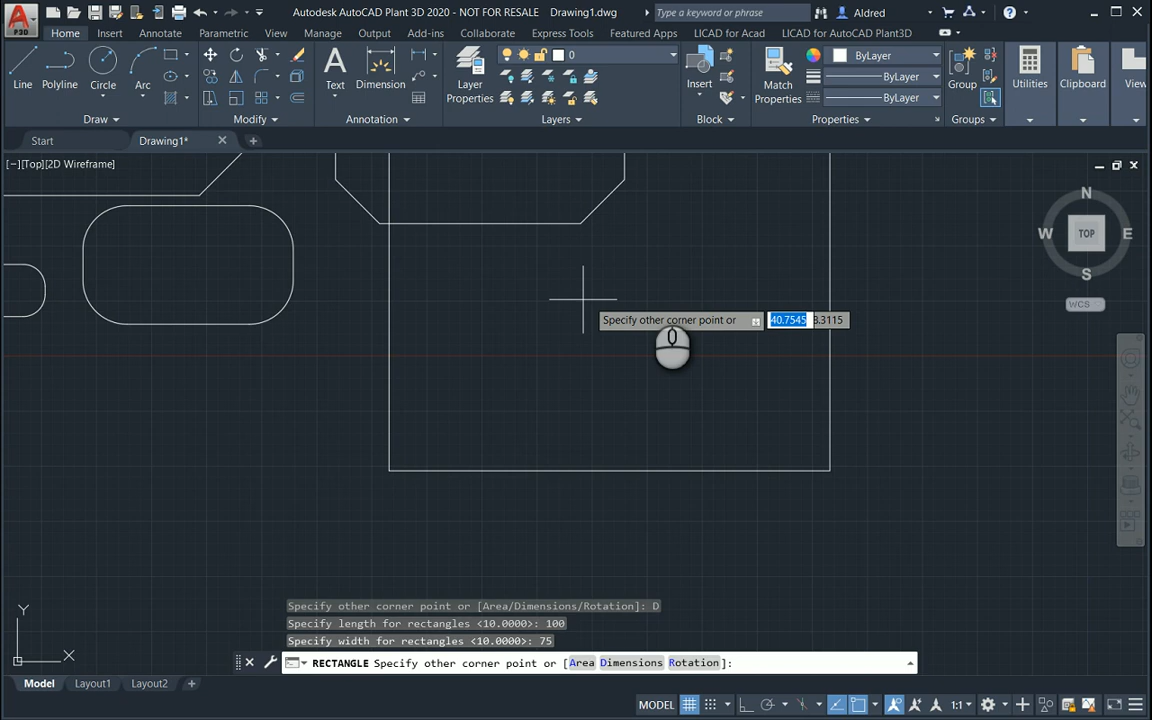 Autodesk AutoCAD Plant 3D 2020 - NOT FOR RESALE Drawing1.dwg Type a keyword or phrase Aldred
P3D Home Insert Annotate Parametric View Manage Output Add-ins Collaborate Express Tools Featured Apps LICAD for Acad LICAD for AutoCAD Plant3D
0 ByLayer
ByLayer
ByLayer
Line Polyline Circle Arc Text Dimension Layer Properties Insert Match Properties Group Utilities Clipboard View
Draw Modify Annotation Layers Block Properties Groups
Start Drawing1*
[−][Top][2D Wireframe]
N
W TOP E
S
WCS
Specify other corner point or 40.7545 8.3115
Y
X
Specify other corner point or [Area/Dimensions/Rotation]: D
Specify length for rectangles <10.0000>: 100
Specify width for rectangles <10.0000>: 75
RECTANGLE Specify other corner point or [Area Dimensions Rotation]:
Model Layout1 Layout2
MODEL 1:1